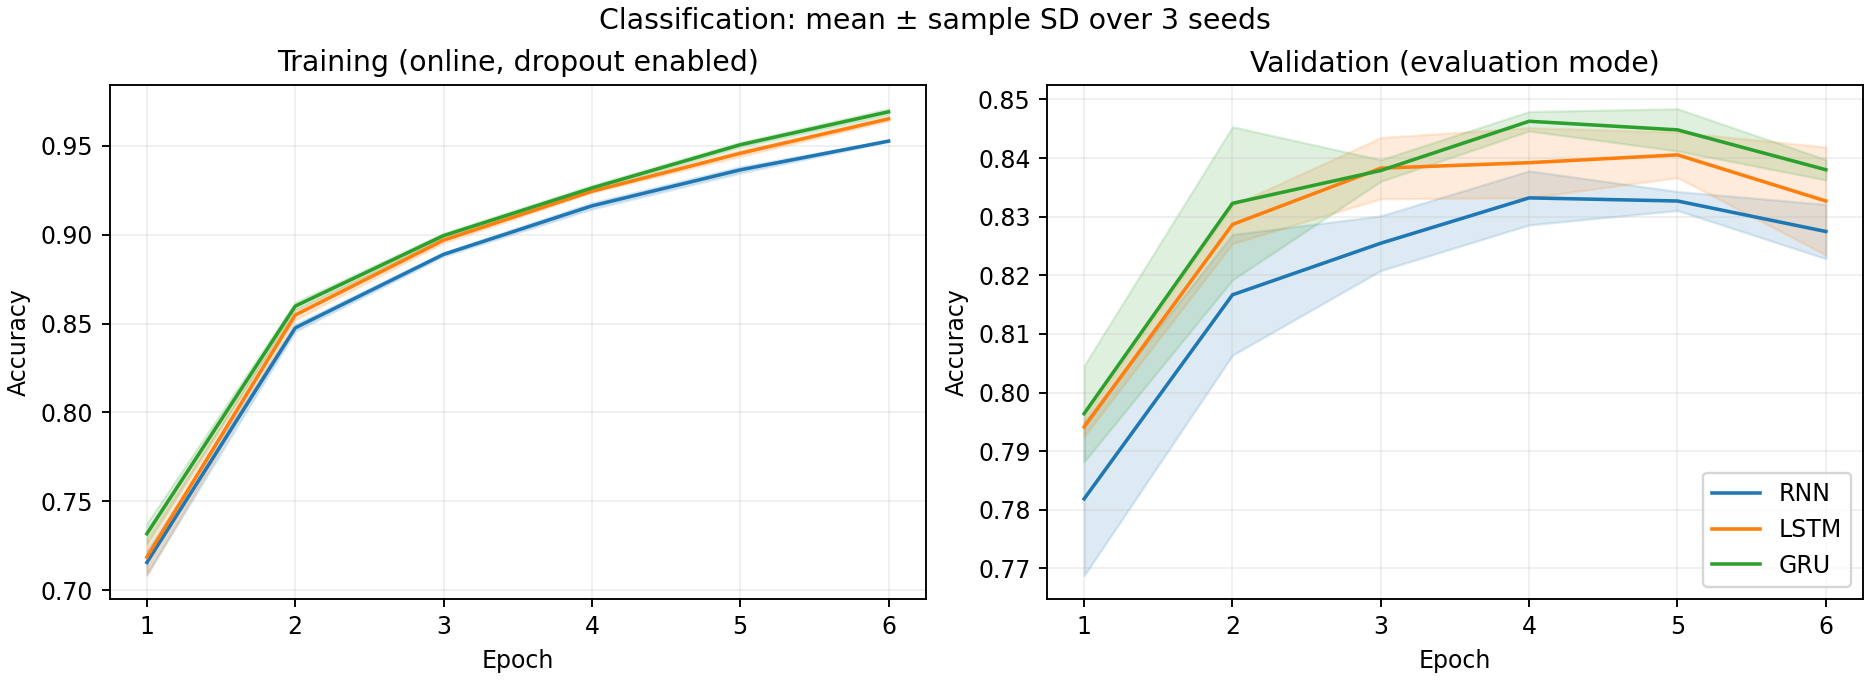 Classification: mean ± sample SD over 3 seeds
Training (online, dropout enabled)
Accuracy
0.95
0.90
0.85
0.80
0.75
0.70
1 2 3 4 5 6
Epoch
Validation (evaluation mode)
Accuracy
0.85
0.84
0.83
0.82
0.81
0.80
0.79
0.78
0.77
1 2 3 4 5 6
Epoch
RNN
LSTM
GRU